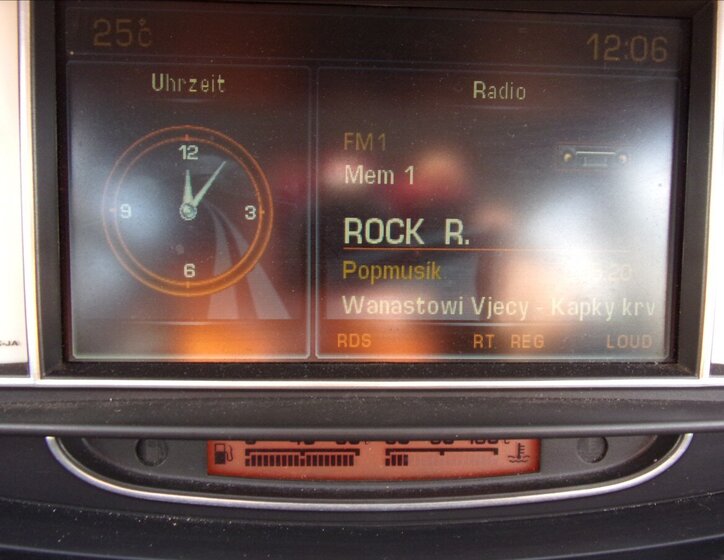 25°C
12:06
Uhrzeit
12
9
3
6
Radio
FM1
Mem 1
ROCK R.
Popmusik
Wanastowi Vjecy - Kapky krv
RDS
RT REG
LOUD